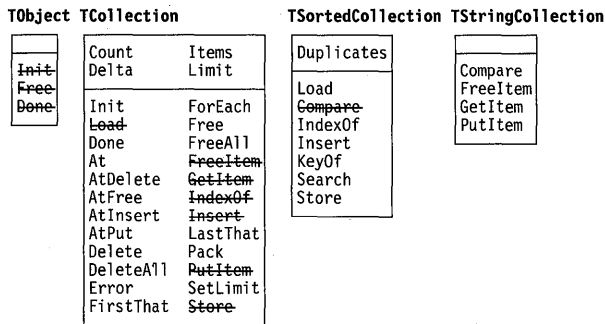 TObject TCollection TSortedCollection TStringCollection
Init
Free
Done
Count Items
Delta Limit
Init ForEach
Load Free
Done FreeAll
At FreeItem
AtDelete GetItem
AtFree IndexOf
AtInsert Insert
AtPut LastThat
Delete Pack
DeleteAll PutItem
Error SetLimit
FirstThat Store
Duplicates
Load
Compare
IndexOf
Insert
KeyOf
Search
Store
Compare
FreeItem
GetItem
PutItem